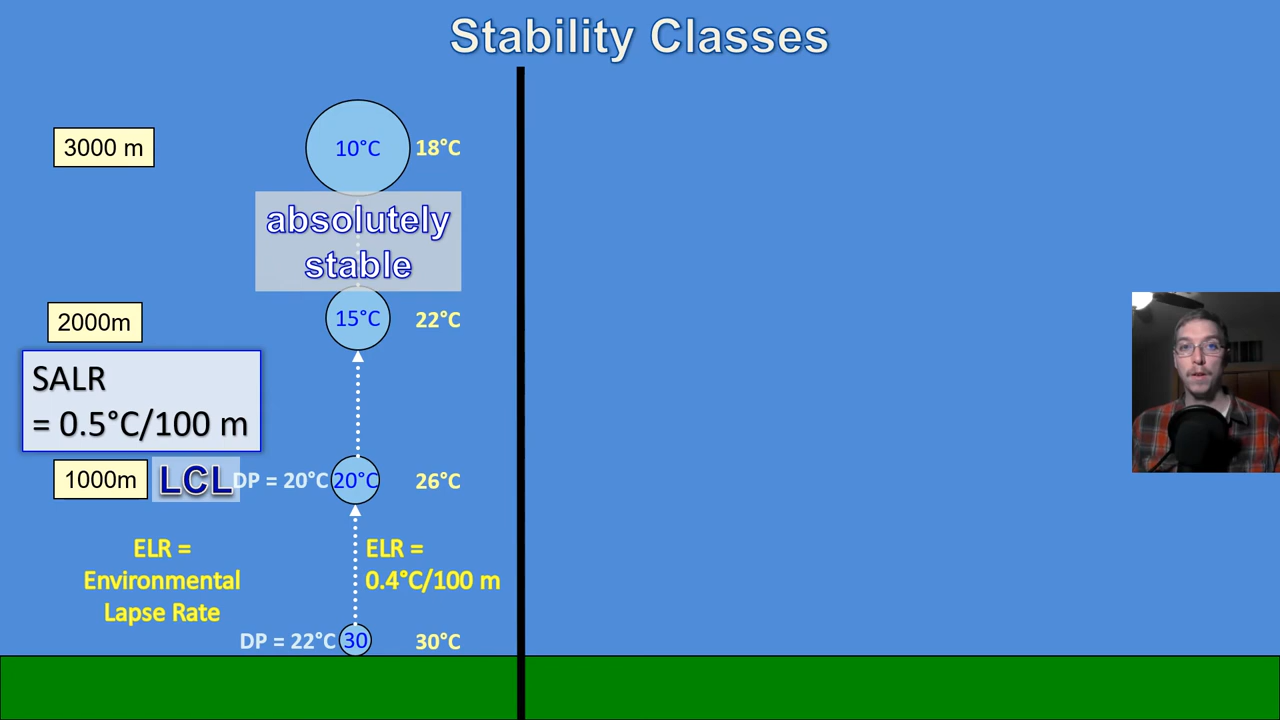 Stability Classes
3000 m
10°C
18°C
absolutely
stable
2000m
15°C
22°C
SALR
= 0.5°C/100 m
1000m
LCL
DP = 20°C
20°C
26°C
ELR =
Environmental
Lapse Rate
ELR =
0.4°C/100 m
DP = 22°C
30
30°C